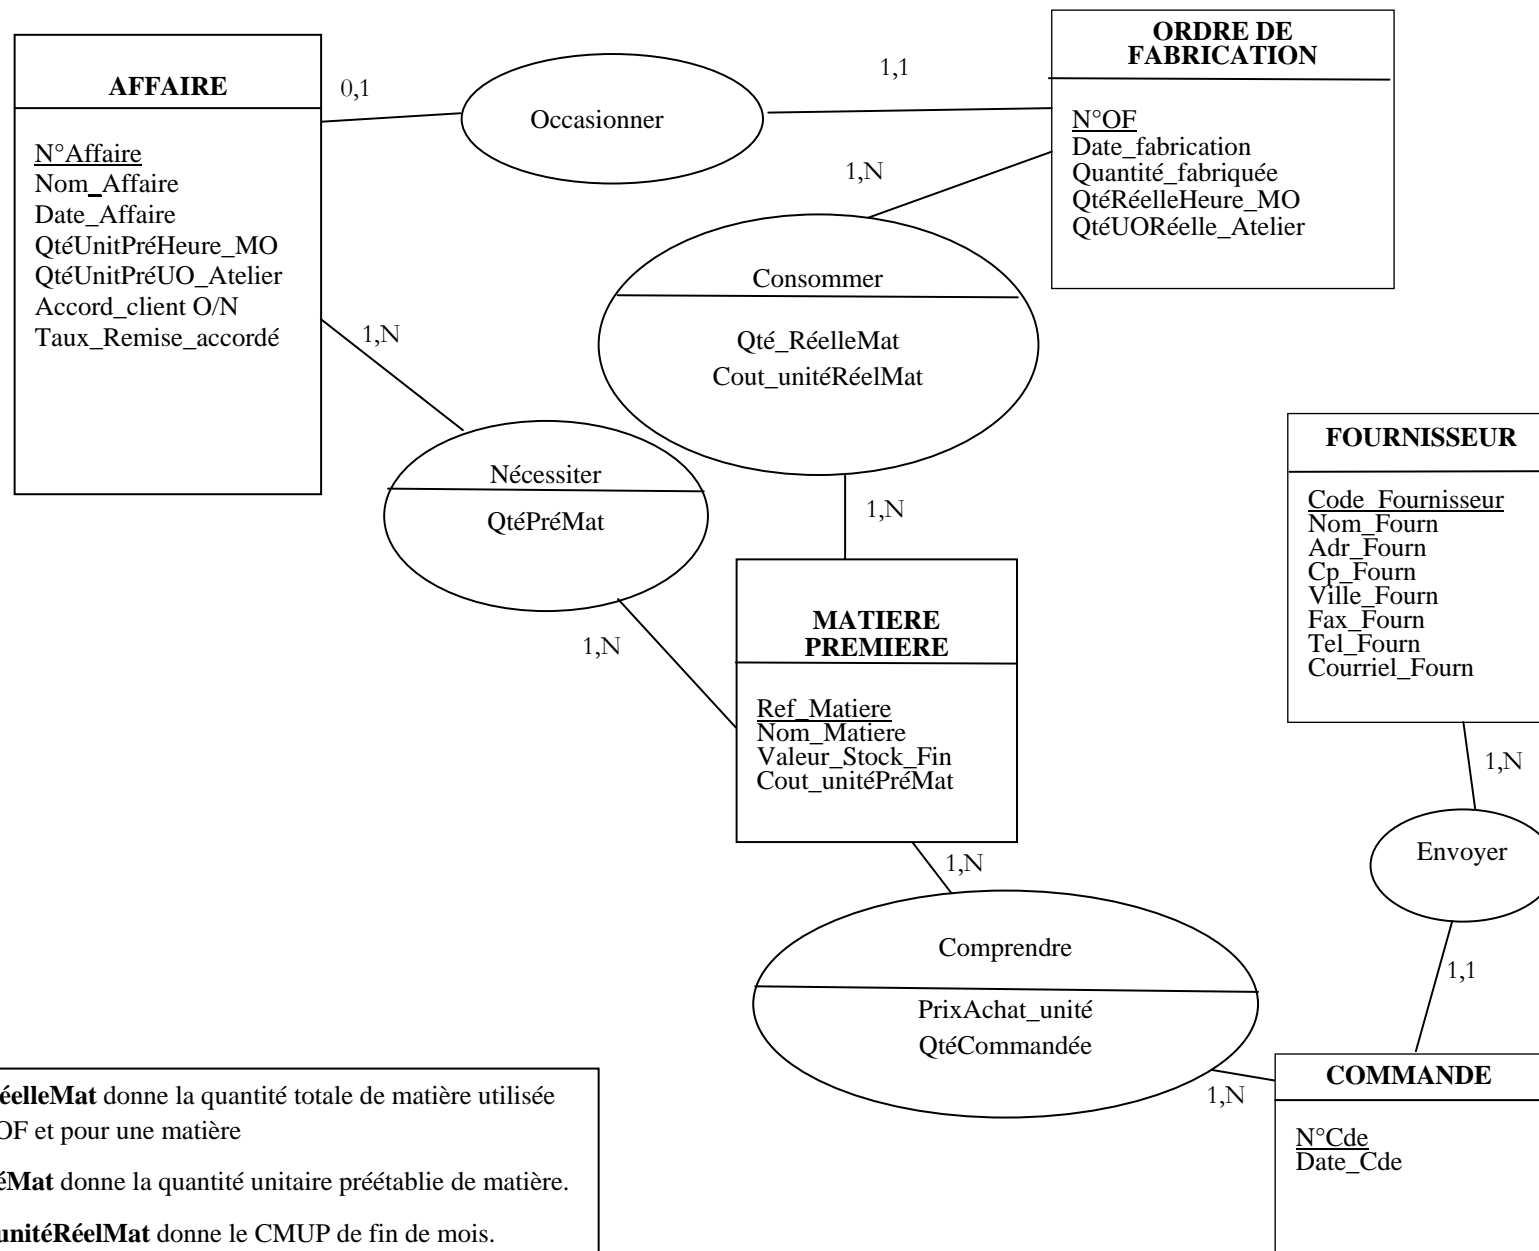 AFFAIRE
N°Affaire
Nom_Affaire
Date_Affaire
QtéUnitPréHeure_MO
QtéUnitPréUO_Atelier
Accord_client O/N
Taux_Remise_accordé
0,1
Occasionner
1,1
ORDRE DE
FABRICATION
N°OF
Date_fabrication
Quantité_fabriquée
QtéRéelleHeure_MO
QtéUORéelle_Atelier
1,N
Consommer
Qté_RéelleMat
Cout_unitéRéelMat
1,N
1,N
Nécessiter
QtéPréMat
1,N
MATIERE
PREMIERE
Ref_Matiere
Nom_Matiere
Valeur_Stock_Fin
Cout_unitéPréMat
FOURNISSEUR
Code_Fournisseur
Nom_Fourn
Adr_Fourn
Cp_Fourn
Ville_Fourn
Fax_Fourn
Tel_Fourn
Courriel_Fourn
1,N
Envoyer
1,1
1,N
Comprendre
PrixAchat_unité
QtéCommandée
1,N
COMMANDE
N°Cde
Date_Cde
éelleMat donne la quantité totale de matière utilisée
OF et pour une matière
éMat donne la quantité unitaire préétablie de matière.
unitéRéelMat donne le CMUP de fin de mois.